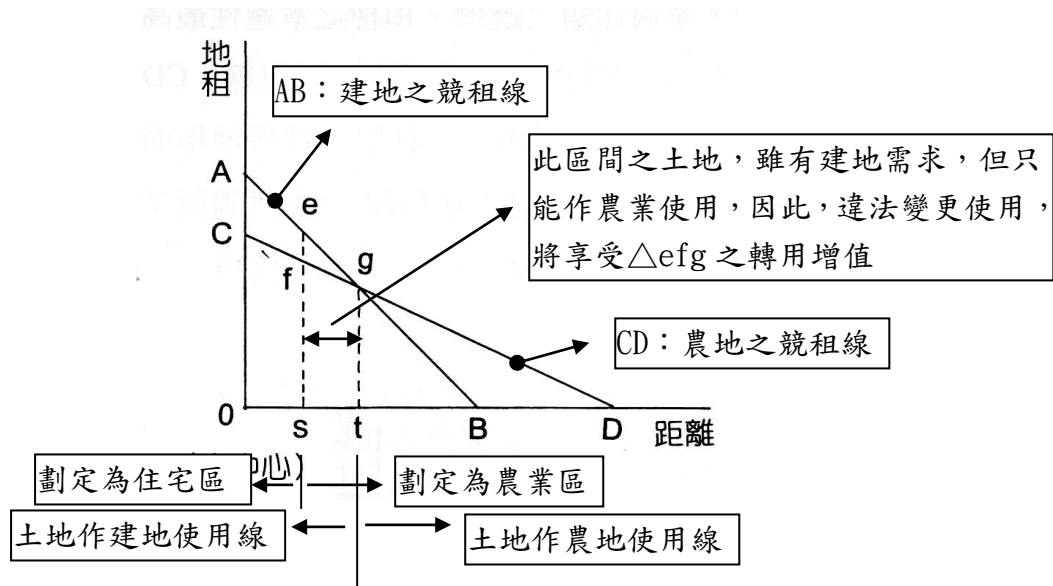 地
租
AB：建地之競租線
此區間之土地，雖有建地需求，但只
能作農業使用，因此，違法變更使用，
將享受△efg 之轉用增值
A
e
C
g
f
CD：農地之競租線
0
s
t
B
D
距離
心)
劃定為住宅區
劃定為農業區
土地作建地使用線
土地作農地使用線